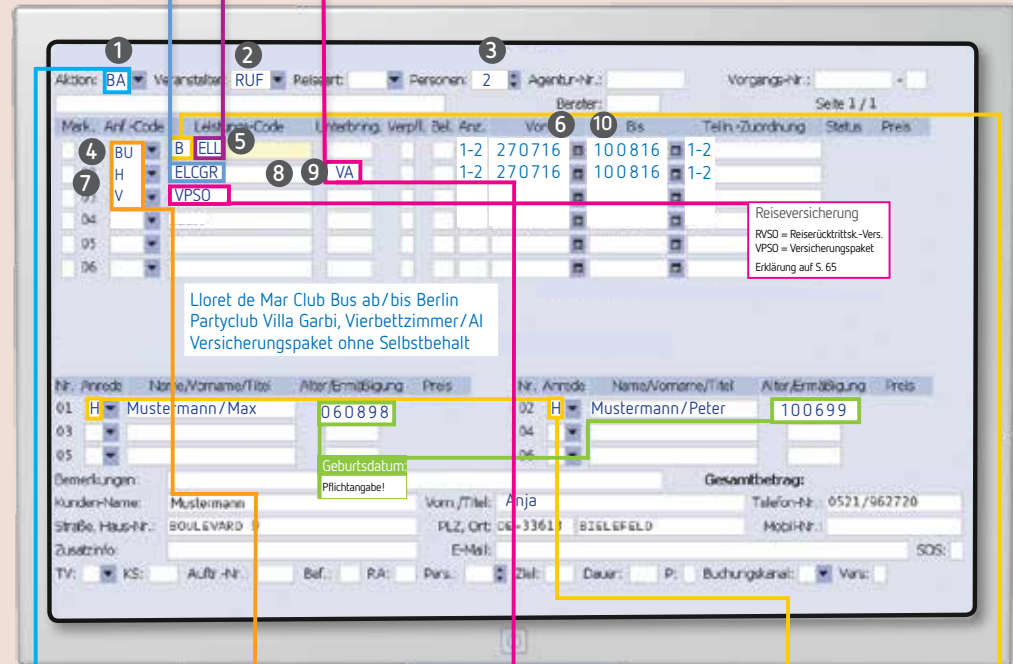 1 2 3
Aktion: BA Veranstalter: RUF Reiseart: Personen: 2 Agentur-Nr.: Vorgangs-Nr.: -
Berater: Seite 1/1
Merk. Anf.-Code Leistungs-Code Unterbring. Verpfl. Bel. Anz. Von 6 10 Bis Teiln.-Zuordnung Status Preis
4 BU B ELL 5 1-2 270716 100816 1-2
7 H ELCGR 8 9 VA 1-2 270716 100816 1-2
03 V VPSO
04
05
06
Reiseversicherung
RVSO = Reiserücktrittsk.-Vers.
VPSO = Versicherungspaket
Erklärung auf S. 65
Lloret de Mar Club Bus ab/bis Berlin
Partyclub Villa Garbi, Vierbettzimmer/AI
Versicherungspaket ohne Selbstbehalt
Nr. Anrede Name/Vorname/Titel Alter/Ermäßigung Preis Nr. Anrede Name/Vorname/Titel Alter/Ermäßigung Preis
01 H Mustermann/Max 060898 02 H Mustermann/Peter 100699
03 04
05 06
Geburtsdatum:
Pflichtangabe!
Bemerkungen: Gesamtbetrag:
Kunden-Name: Mustermann Vorn./Titel: Anja Telefon-Nr.: 0521/962720
Straße, Haus-Nr.: BOULEVARD 9 PLZ, Ort: DE-33613 BIELEFELD Mobil-Nr.:
Zusatzinfo: E-Mail: SOS:
TV: KS: Auftr.-Nr.: Bef.: RA: Pers.: Ziel: Dauer: P: Buchungskanal: Vers: